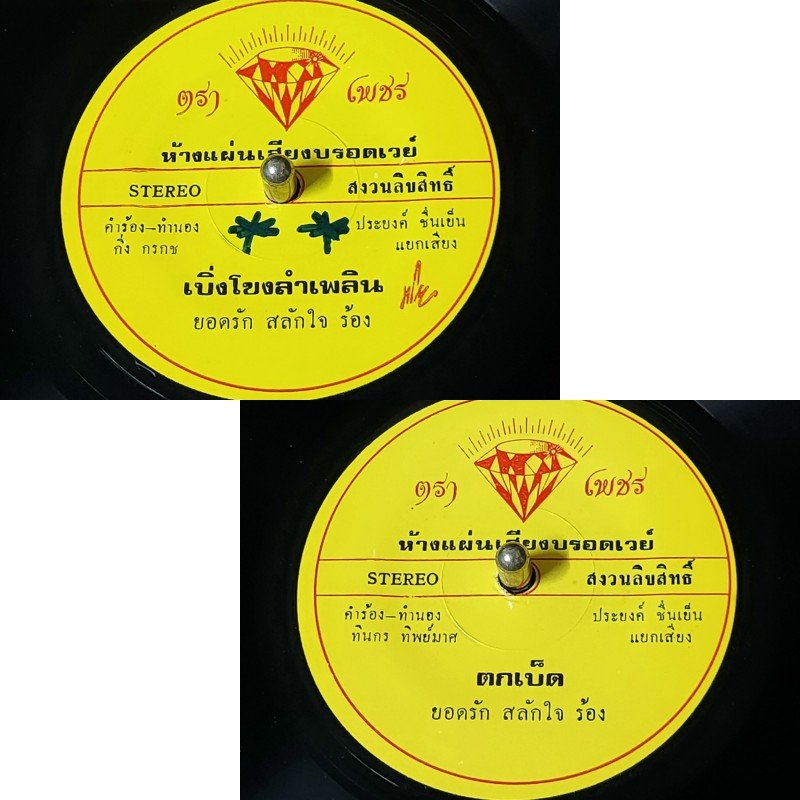 ตรา เพชร
ห้างแผ่นเสียงบรอดเวย์
STEREO สงวนลิขสิทธิ์
คำร้อง-ทำนอง ประยงค์ ชื่นเย็น
กิ่ง กรกช แยกเสียง
เบิ่งโขงลำเพลิน
ยอดรัก สลักใจ ร้อง
ตรา เพชร
ห้างแผ่นเสียงบรอดเวย์
STEREO สงวนลิขสิทธิ์
คำร้อง-ทำนอง ประยงค์ ชื่นเย็น
ทินกร ทิพย์มาศ แยกเสียง
ตกเบ็ด
ยอดรัก สลักใจ ร้อง